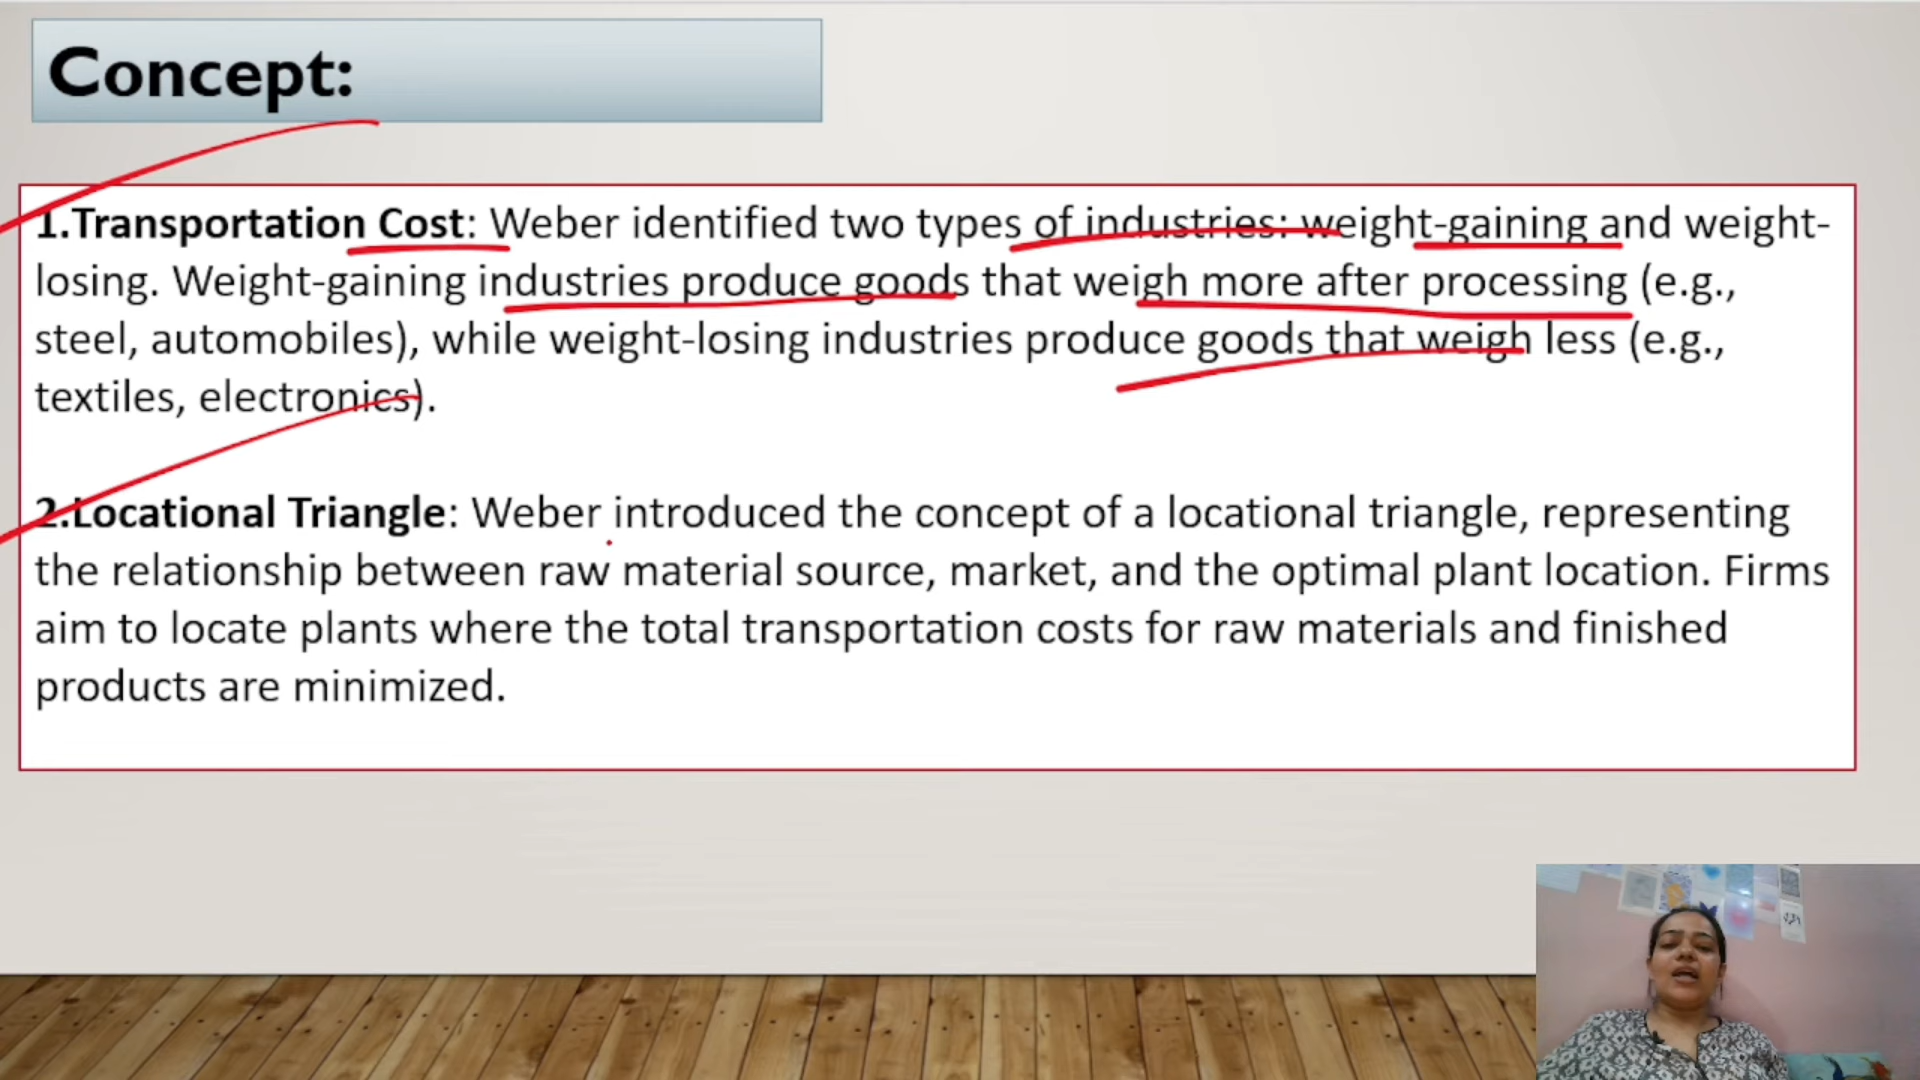 Concept:
1.Transportation Cost: Weber identified two types of industries: weight-gaining and weight-
losing. Weight-gaining industries produce goods that weigh more after processing (e.g.,
steel, automobiles), while weight-losing industries produce goods that weigh less (e.g.,
textiles, electronics).
2.Locational Triangle: Weber introduced the concept of a locational triangle, representing
the relationship between raw material source, market, and the optimal plant location. Firms
aim to locate plants where the total transportation costs for raw materials and finished
products are minimized.